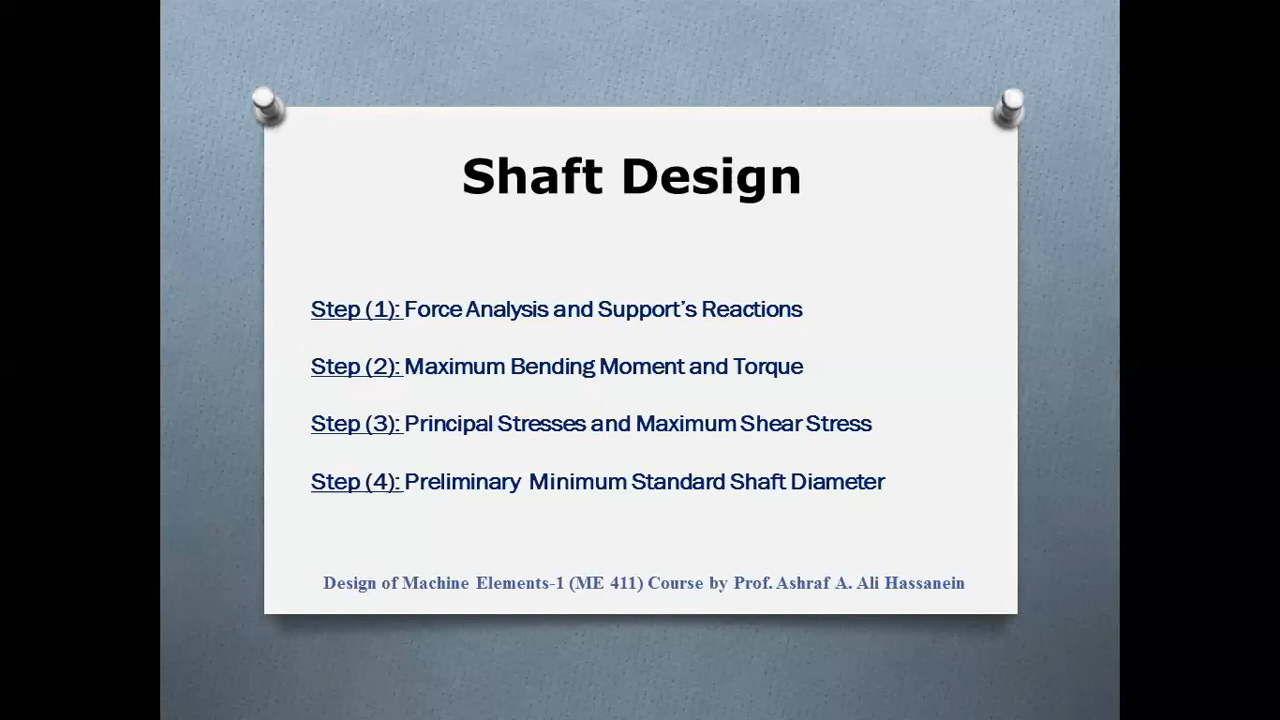 Shaft Design
Step (1): Force Analysis and Support’s Reactions
Step (2): Maximum Bending Moment and Torque
Step (3): Principal Stresses and Maximum Shear Stress
Step (4): Preliminary Minimum Standard Shaft Diameter
Design of Machine Elements-1 (ME 411) Course by Prof. Ashraf A. Ali Hassanein